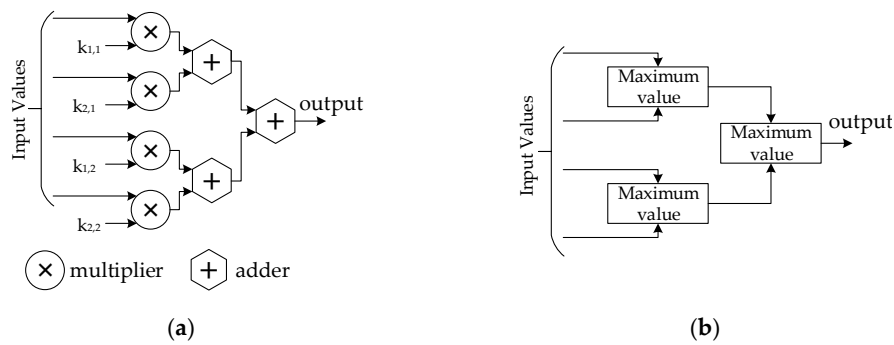 Input Values
k1,1
k2,1
k1,2
k2,2
output
multiplier
adder
(a)
Input Values
Maximum
value
Maximum
value
Maximum
value
output
(b)